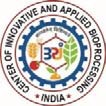 CENTER OF INNOVATIVE AND APPLIED BIOPROCESSING
INDIA